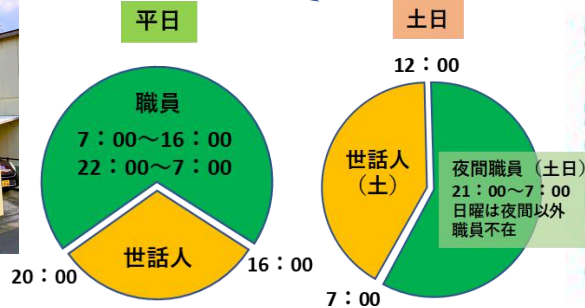 平日
職員
7：00～16：00
22：00～7：00
世話人
20：00
16：00
土日
12：00
世話人
（土）
夜間職員（土日）
21：00～7：00
日曜は夜間以外
職員不在
7：00